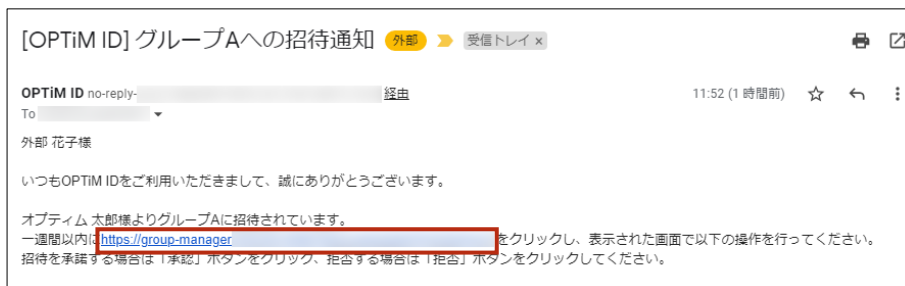 [OPTiM ID] グループAへの招待通知 外部 受信トレイ ×
OPTiM ID no-reply- 経由 11:52 (1 時間前)
To
外部 花子様
いつもOPTiM IDをご利用いただきまして、誠にありがとうございます。
オプティム 太郎様よりグループAに招待されています。
一週間以内にhttps://group-manager をクリックし、表示された画面で以下の操作を行ってください。
招待を承諾する場合は「承認」ボタンをクリック、拒否する場合は「拒否」ボタンをクリックしてください。